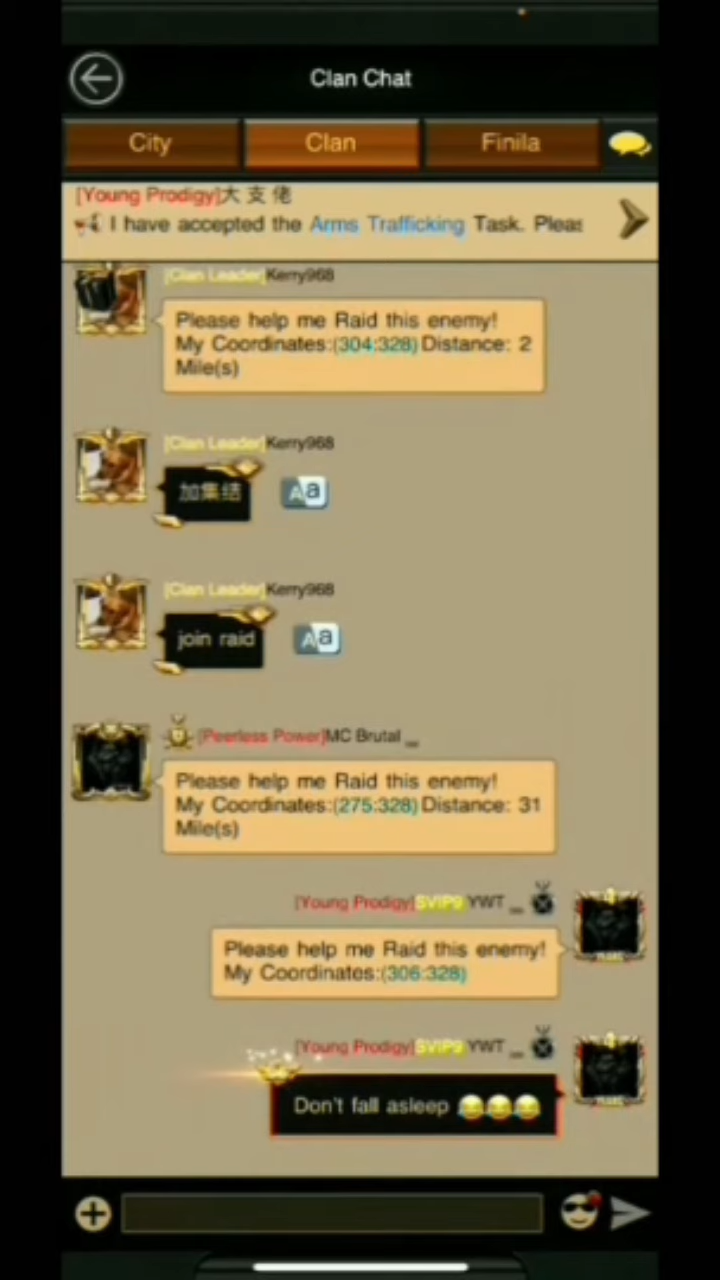 Clan Chat
City
Clan
Finila
[Young Prodigy]大 支 佬
I have accepted the Arms Trafficking Task. Pleas
[Clan Leader]Kerry968
Please help me Raid this enemy!
My Coordinates:(304:328) Distance: 2
Mile(s)
[Clan Leader]Kerry968
加集结
Aa
[Clan Leader]Kerry968
join raid
Aa
[Peerless Power]MC Brutal
Please help me Raid this enemy!
My Coordinates:(275:328) Distance: 31
Mile(s)
[Young Prodigy]SVIP9 YWT
Please help me Raid this enemy!
My Coordinates:(306:328)
[Young Prodigy]SVIP9 YWT
Don't fall asleep 😂😂😂